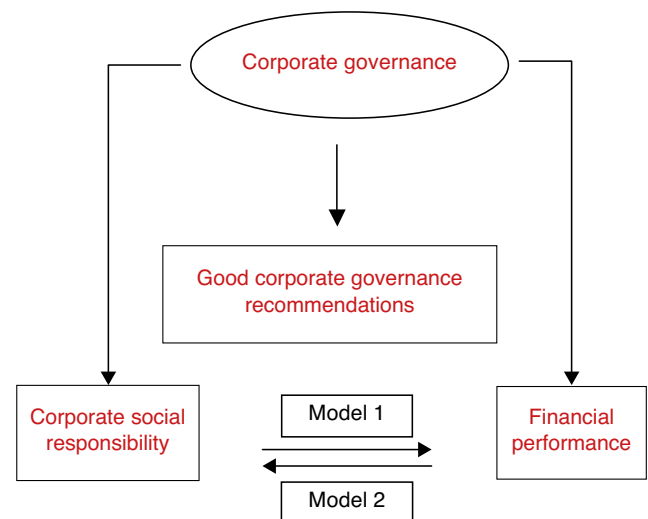 Corporate governance
Good corporate governance
recommendations
Corporate social
responsibility
Model 1
Financial
performance
Model 2